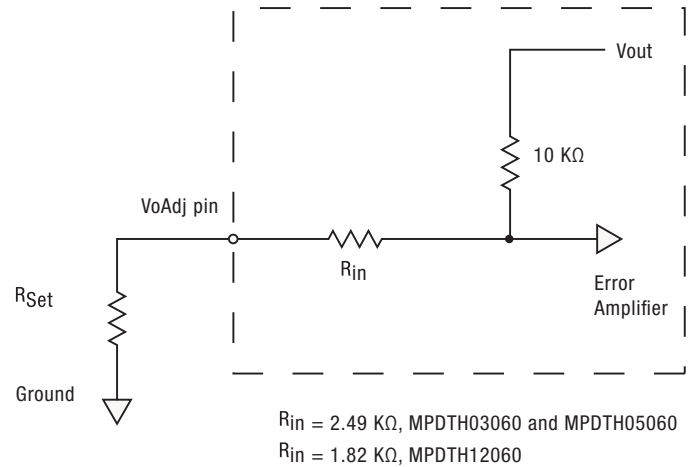 Vout
10 KΩ
VoAdj pin
Rin
RSet
Error
Amplifier
Ground
Rin = 2.49 KΩ, MPDTH03060 and MPDTH05060
Rin = 1.82 KΩ, MPDTH12060